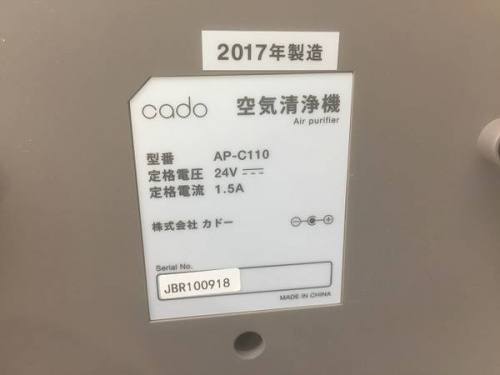 2017年製造
cado 空気清浄機
Air purifier
型番 AP-C110
定格電圧 24V
定格電流 1.5A
株式会社 カドー
Serial No.
JBR100918
MADE IN CHINA